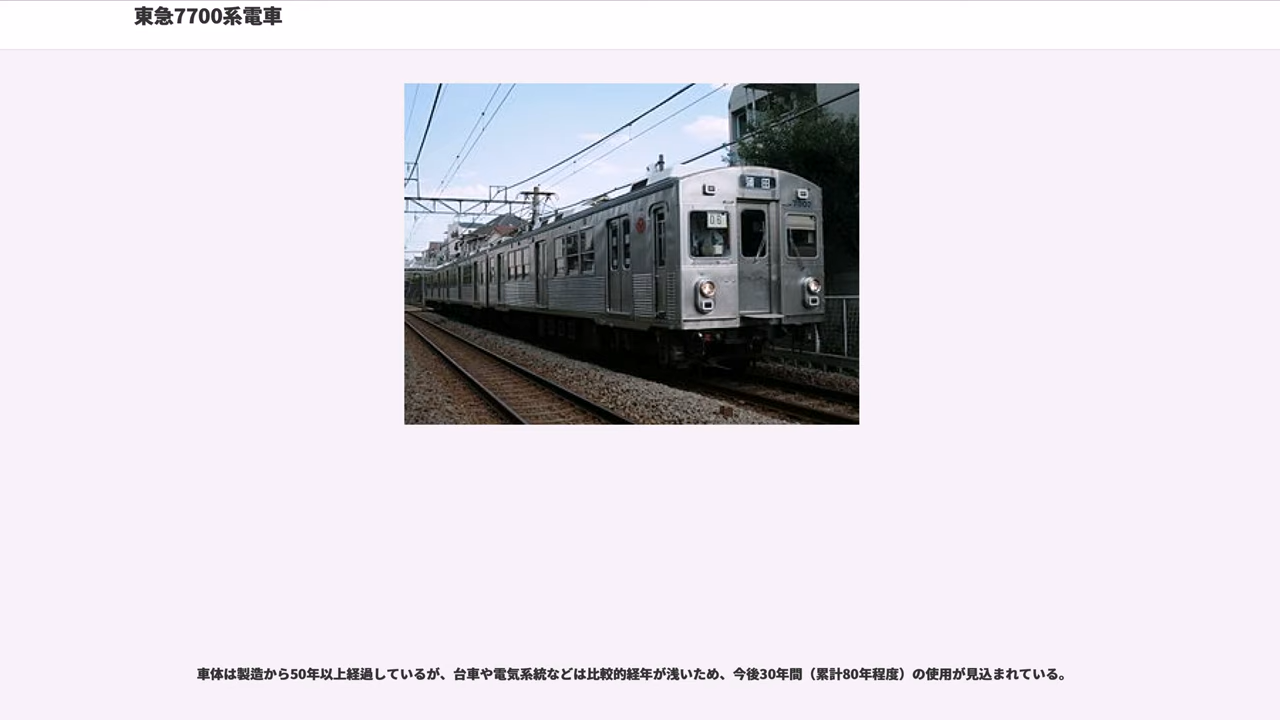 東急7700系電車
蒲田
車体は製造から50年以上経過しているが、台車や電気系統などは比較的経年が浅いため、今後30年間（累計80年程度）の使用が見込まれている。